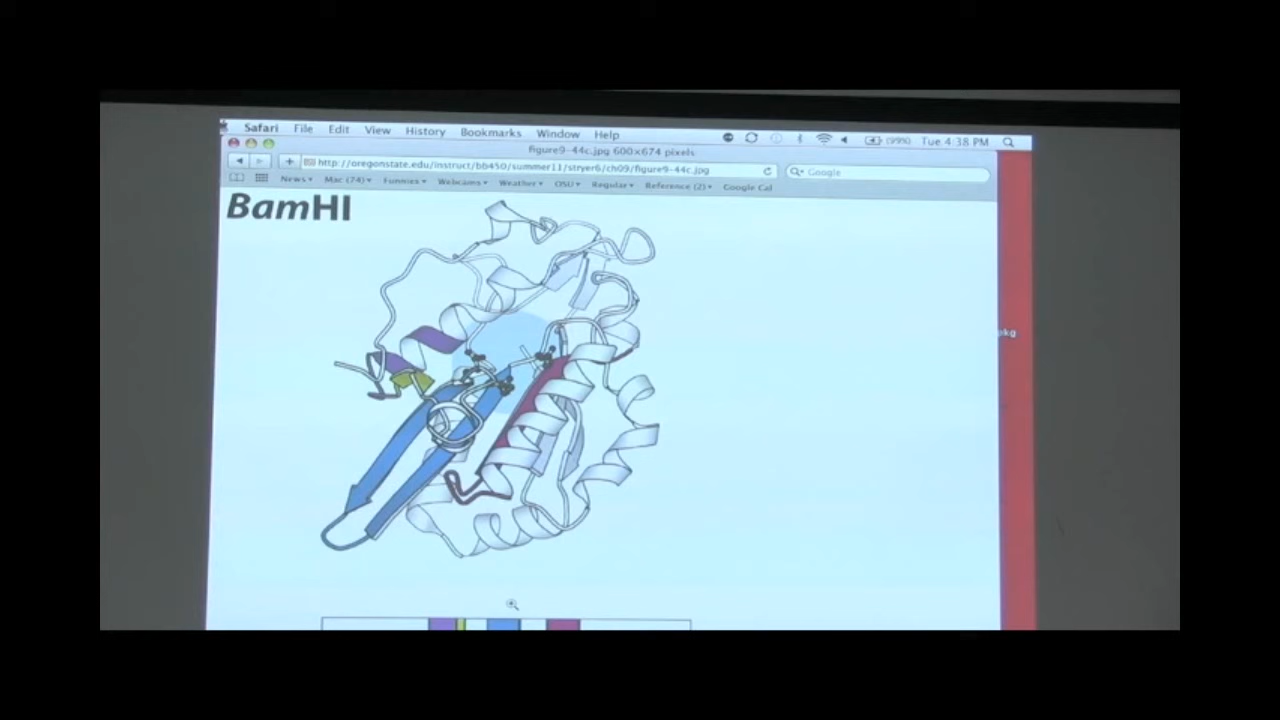 Safari File Edit View History Bookmarks Window Help (99%) Tue 4:38 PM
figure9-44c.jpg 600×674 pixels
http://oregonstate.edu/instruct/bb450/summer11/stryer6/ch09/figure9-44c.jpg Google
News Mac (74) Funnies Webcams Weather OSU Regular Reference (2) Google Cal
BamHI
pkg